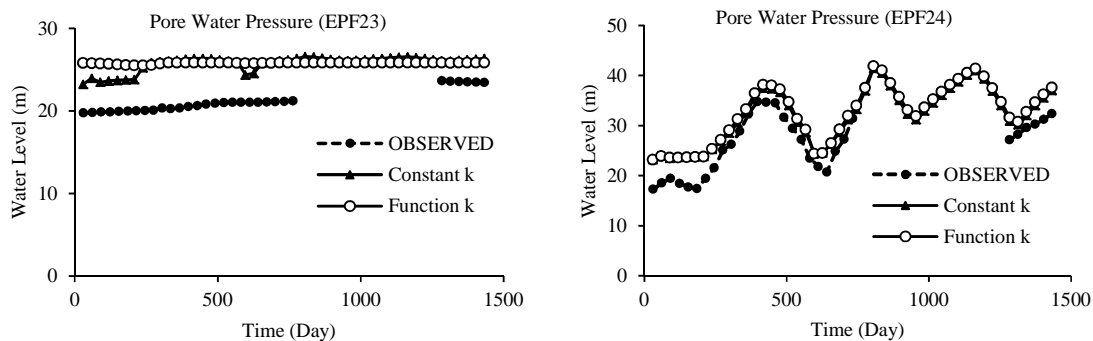 Pore Water Pressure (EPF23)
30
20
10
0
Water Level (m)
OBSERVED
Constant k
Function k
0
500
1000
1500
Time (Day)
Pore Water Pressure (EPF24)
50
40
30
20
10
0
Water Level (m)
OBSERVED
Constant k
Function k
0
500
1000
1500
Time (Day)